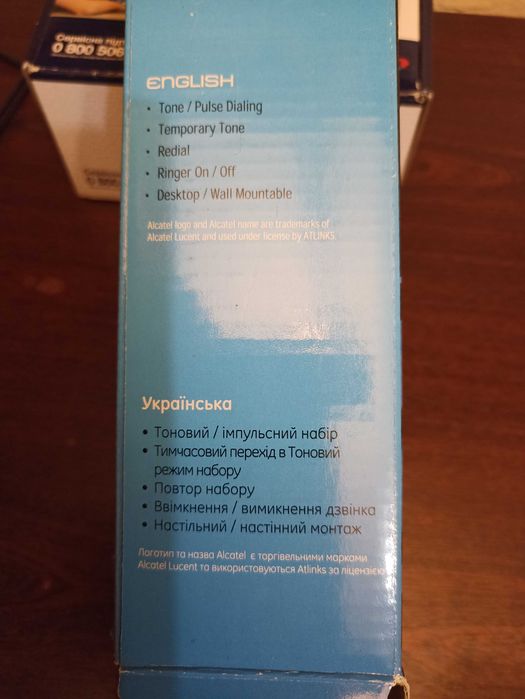 Сервісна
0 800 506
ENGLISH
• Tone / Pulse Dialing
• Temporary Tone
• Redial
• Ringer On / Off
• Desktop / Wall Mountable
Alcatel logo and Alcatel name are trademarks of
Alcatel Lucent and used under license by ATLINKS.
Українська
• Тоновий / імпульсний набір
• Тимчасовий перехід в Тоновий
режим набору
• Повтор набору
• Ввімкнення / вимикнення дзвінка
• Настільний / настінний монтаж
Логотип та назва Alcatel є торгівельними марками
Alcatel Lucent та використовуються Atlinks за ліцензією